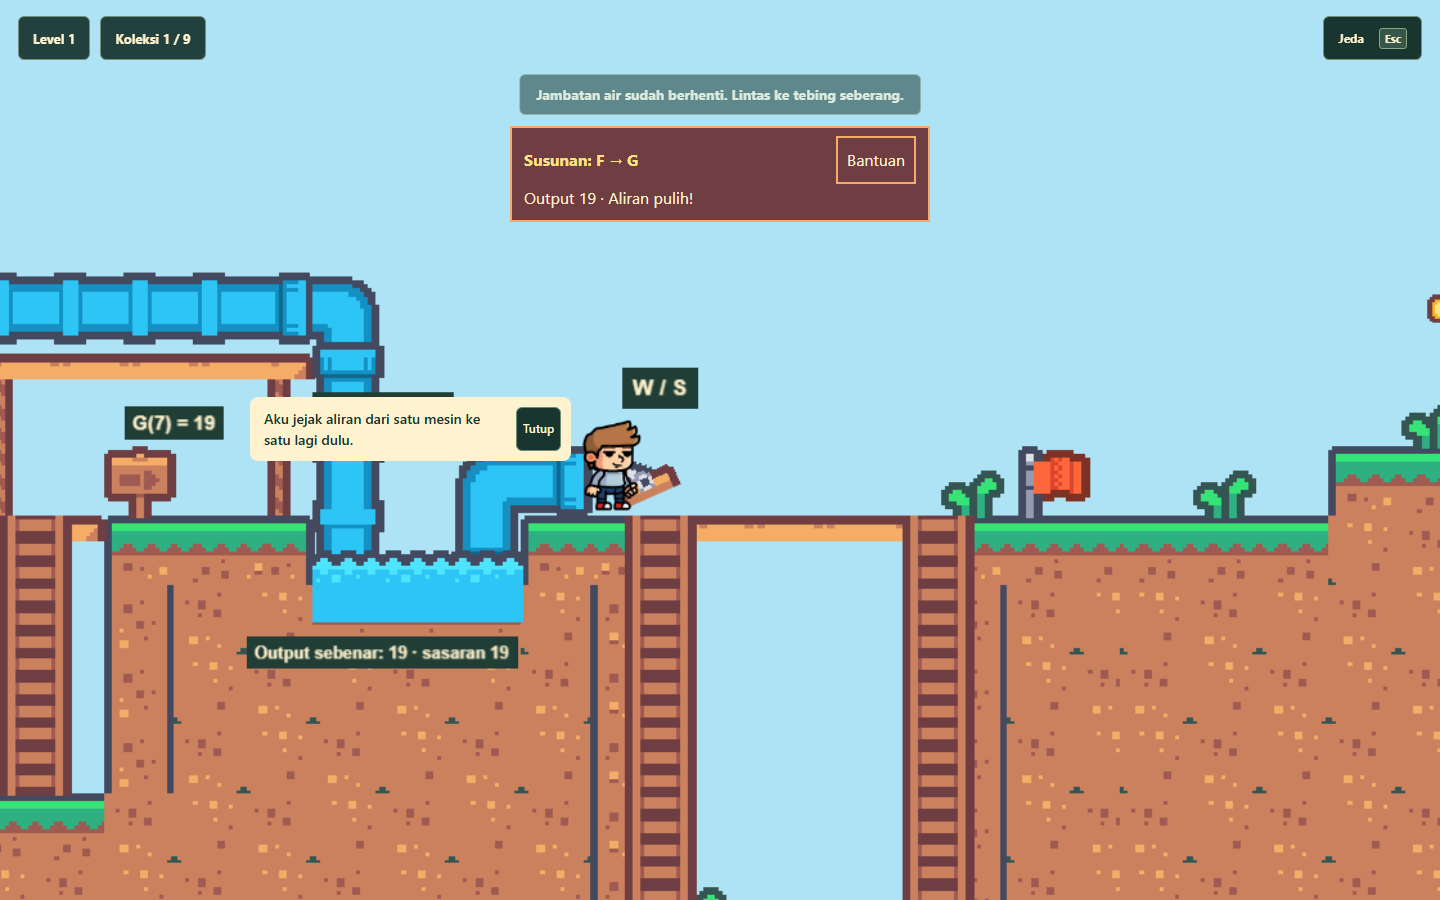 Level 1
Koleksi 1 / 9
Jeda Esc
Jambatan air sudah berhenti. Lintas ke tebing seberang.
Susunan: F → G
Bantuan
Output 19 · Aliran pulih!
W / S
G(7) = 19
Aku jejak aliran dari satu mesin ke
satu lagi dulu.
Tutup
Output sebenar: 19 · sasaran 19